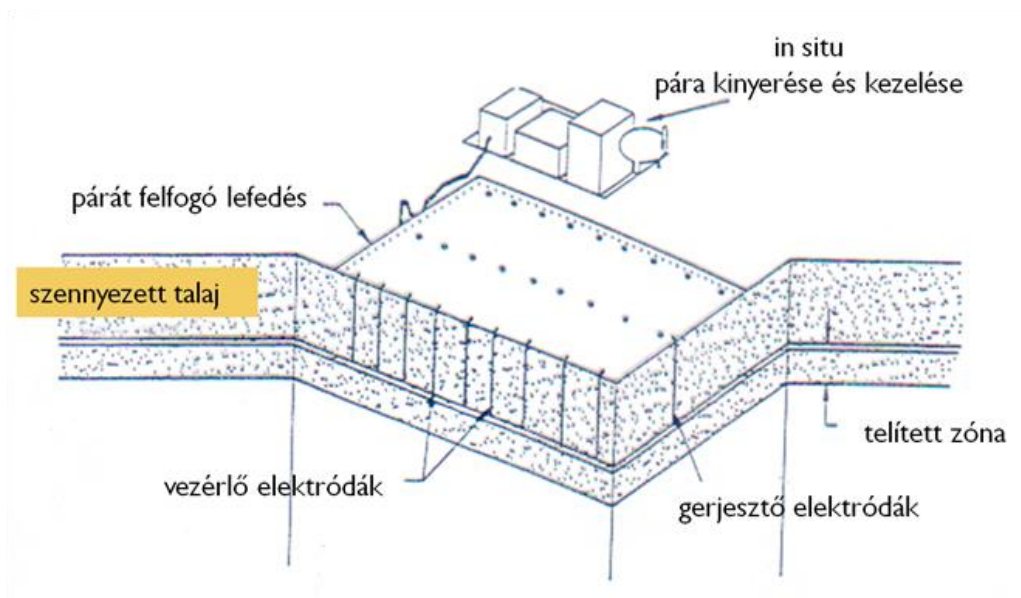 in situ
pára kinyerése és kezelése
párát felfogó lefedés
szennyezett talaj
telített zóna
vezérlő elektródák
gerjesztő elektródák